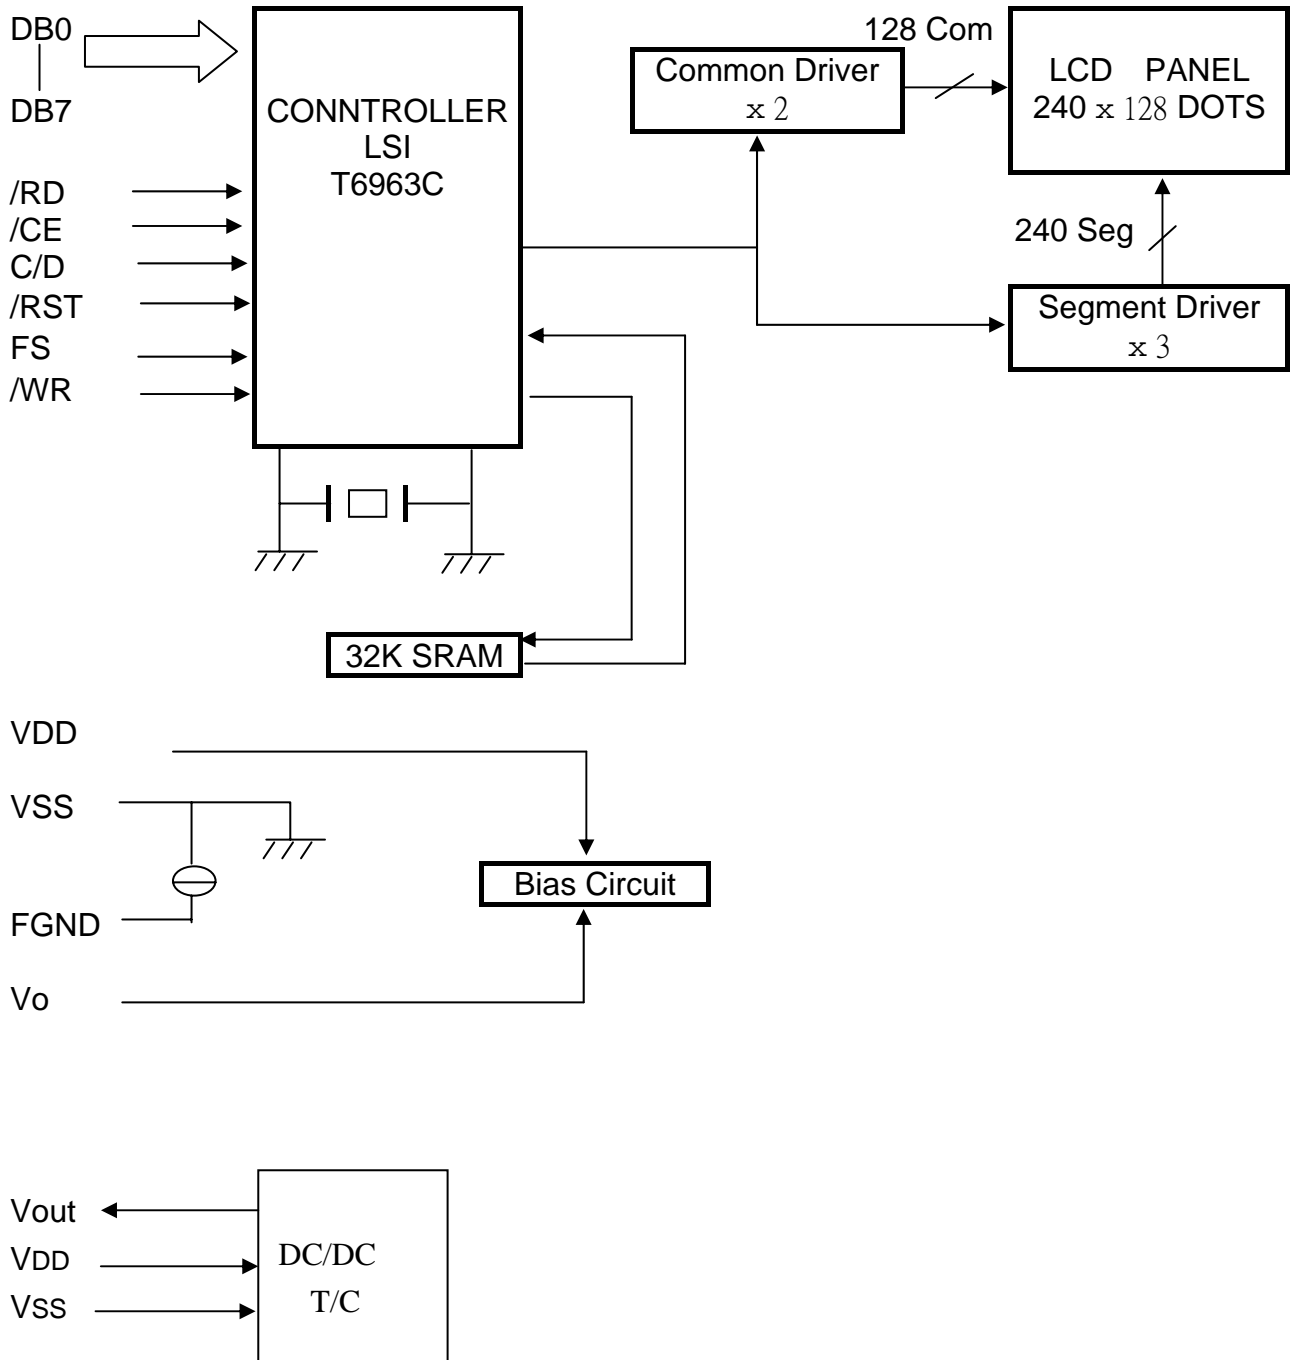 DB0
DB7
/RD
/CE
C/D
/RST
FS
/WR
CONNTROLLER
LSI
T6963C
Common Driver
x 2
128 Com
LCD PANEL
240 x 128 DOTS
240 Seg
Segment Driver
x 3
32K SRAM
VDD
VSS
FGND
Vo
Bias Circuit
Vout
VDD
VSS
DC/DC
T/C